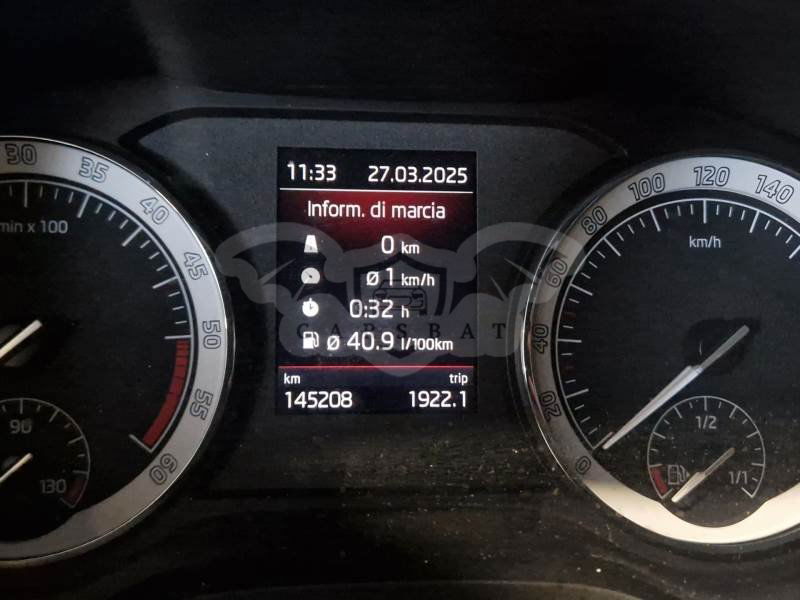 11:33 27.03.2025
Inform. di marcia
0 km
ø 1 km/h
0:32 h
ø 40.9 l/100km
km trip
145208 1922.1
CARSBAT
30
35
40
45
50
55
60
min x 100
90
130
0
20
40
60
80
100
120
140
km/h
1/2
1/1